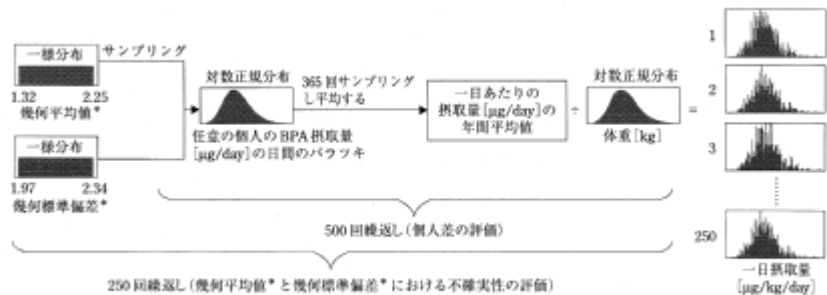 一様分布
サンプリング
1.32 2.25
幾何平均値*
一様分布
1.97 2.34
幾何標準偏差*
対数正規分布
任意の個人のBPA摂取量
[μg/day]の日間のバラツキ
365回サンプリング
し平均する
一日あたりの
摂取量[μg/day]の
年間平均値
÷
対数正規分布
体重[kg]
=
1
2
3
250
一日摂取量
[μg/kg/day]
500回繰返し(個人差の評価)
250回繰返し(幾何平均値*と幾何標準偏差*における不確実性の評価)